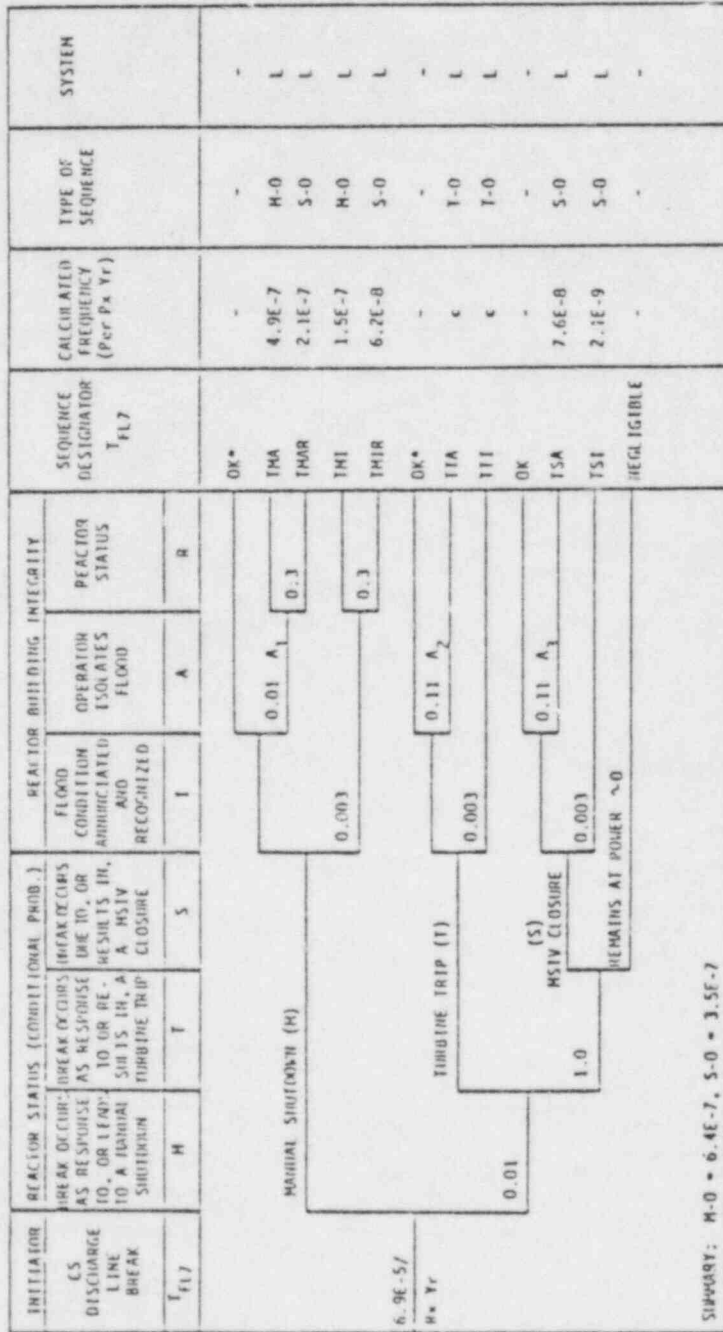 INITIATOR
REACTOR STATUS (CONDITIONAL PROB.)
REACTOR BUILDING INTEGRITY
CS
DISCHARGE
LINE
BREAK
BREAK OCCURS
AS RESPONSE
TO, OR LEADS
TO A MANUAL
SHUTDOWN
BREAK OCCURS
AS RESPONSE
TO OR RE-
SULTS IN, A
TURBINE TRIP
BREAK OCCURS
DUE TO, OR
RESULTS IN,
A MSIV
CLOSURE
FLOOD
CONDITION
ANNUNCIATED
AND
RECOGNIZED
OPERATOR
ISOLATES
FLOOD
REACTOR
STATUS
SEQUENCE
DESIGNATOR
T FL7
CALCULATED
FREQUENCY
(Per Rx Yr)
TYPE OF
SEQUENCE
SYSTEM
T FL7
M
T
S
I
A
R
OK* - - -
TMA 4.9E-7 M-O L
0.01 A1
TMAR 2.1E-7 S-O L
0.3
MANUAL SHUTDOWN (M)
TMI 1.5E-7 M-O L
0.003
TMIR 6.2E-8 S-O L
0.3
6.9E-5/
Rx Yr
OK* - - -
TTA ε T-O L
0.11 A2
TURBINE TRIP (T)
TTI ε T-O L
0.003
0.01
OK - - -
TSA 7.6E-8 S-O L
0.11 A3
(S)
MSIV CLOSURE
TSI 2.1E-9 S-O L
0.003
1.0
REMAINS AT POWER ~0
NEGLIGIBLE - - -
SUMMARY: M-O = 6.4E-7, S-O = 3.5E-7